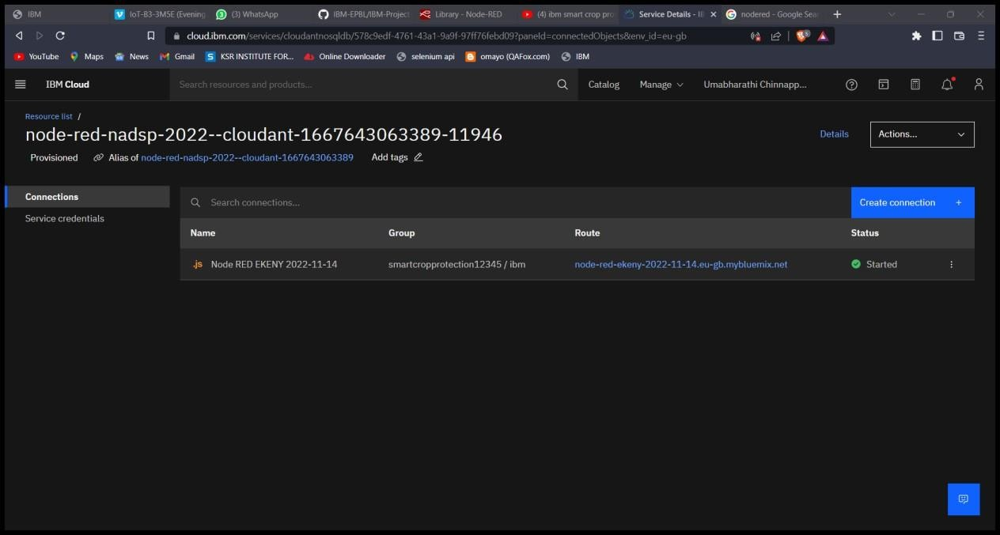 IBM
IoT-B3-3M5E (Evening
(3) WhatsApp
IBM-EPBL/IBM-Project
Library - Node-RED
(4) ibm smart crop pro
Service Details - IB
nodered - Google Sear
cloud.ibm.com/services/cloudantnosqldb/578c9edf-4761-43a1-9a9f-97ff76febd09?paneId=connectedObjects&env_id=eu-gb
YouTube
Maps
News
Gmail
KSR INSTITUTE FOR...
Online Downloader
selenium api
omayo (QAFox.com)
IBM
IBM Cloud
Search resources and products...
Catalog
Manage
Umabharathi Chinnapp...
Resource list /
node-red-nadsp-2022--cloudant-1667643063389-11946
Details
Actions...
Provisioned
Alias of node-red-nadsp-2022--cloudant-1667643063389
Add tags
Connections
Service credentials
Search connections...
Create connection +
Name Group Route Status
.js Node RED EKENY 2022-11-14 smartcropprotection12345 / ibm node-red-ekeny-2022-11-14.eu-gb.mybluemix.net Started